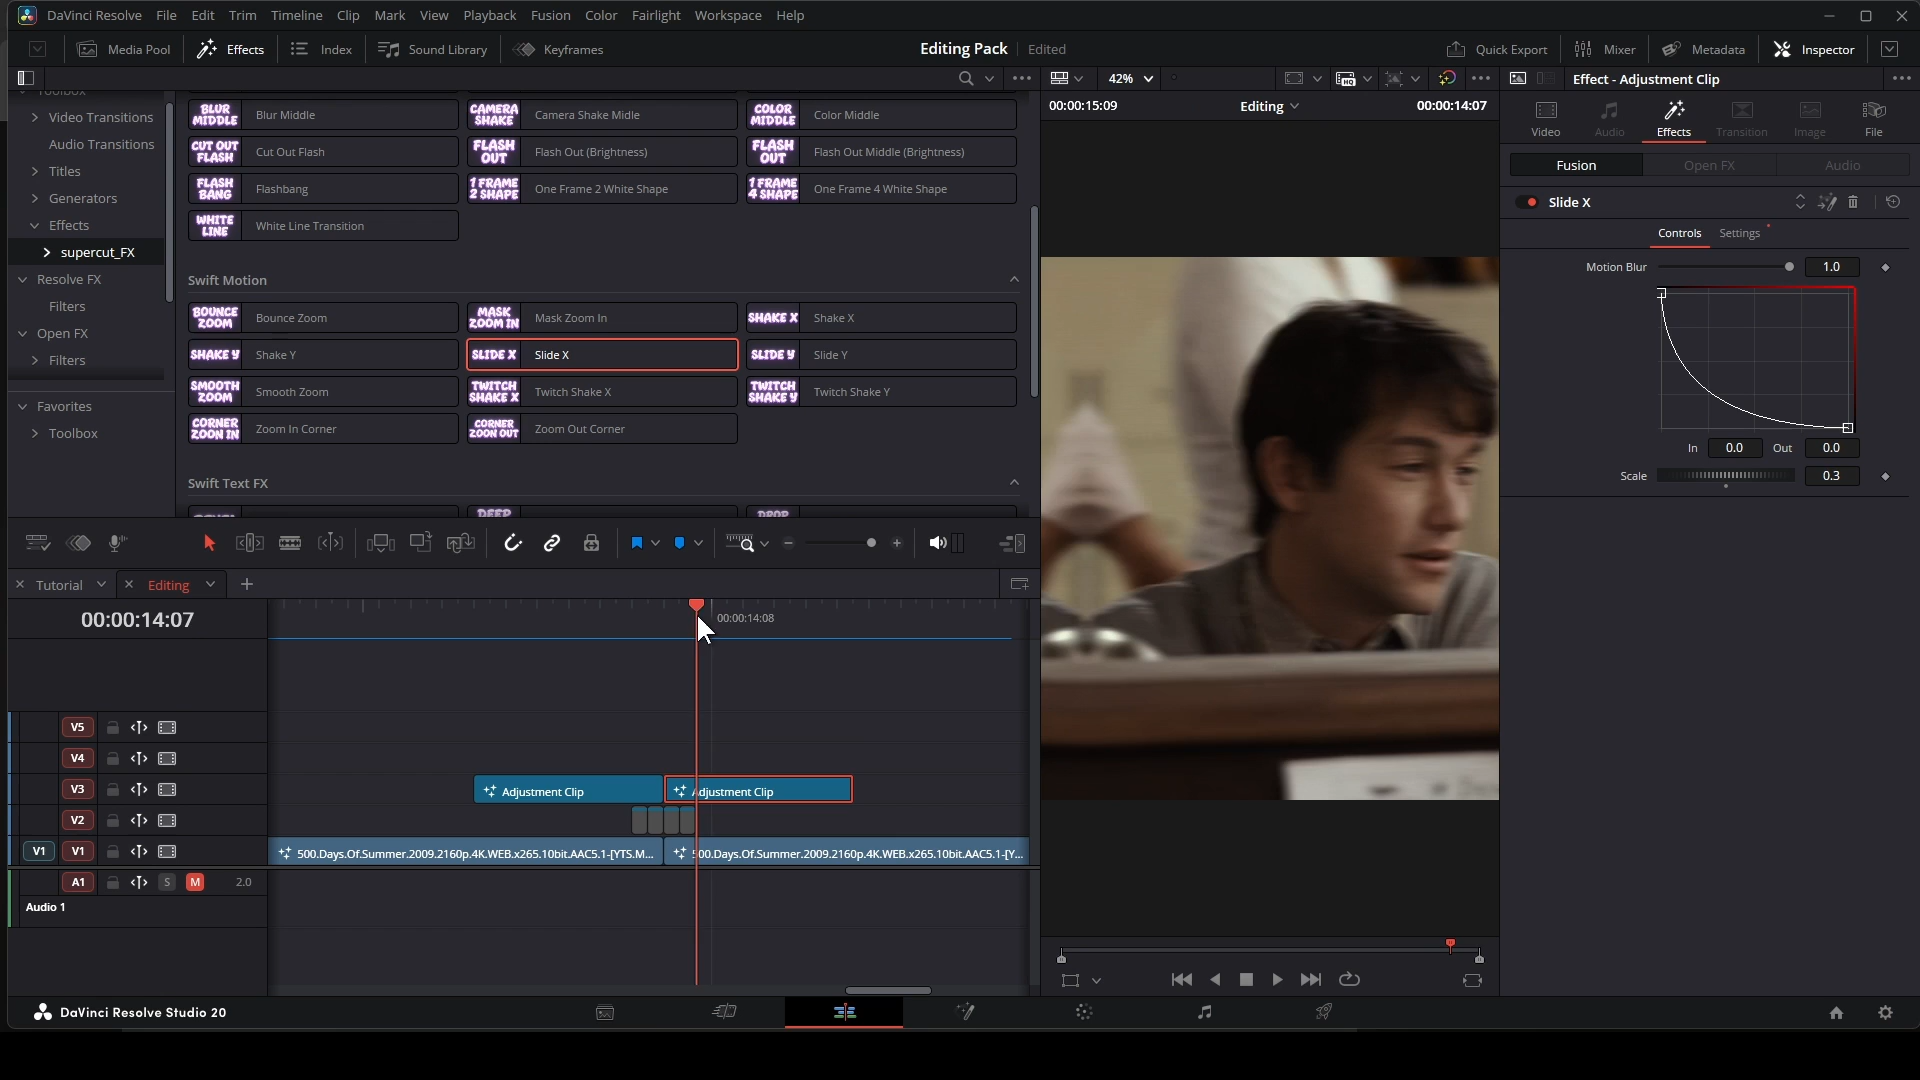 DaVinci Resolve File Edit Trim Timeline Clip Mark View Playback Fusion Color Fairlight Workspace Help
Media Pool Effects Index Sound Library Keyframes Editing Pack Edited Quick Export Mixer Metadata Inspector
42% Effect - Adjustment Clip
Toolbox
Video Transitions
Audio Transitions
Titles
Generators
Effects
supercut_FX
Resolve FX
Filters
Open FX
Filters
Favorites
Toolbox
BLUR MIDDLE Blur Middle CAMERA SHAKE Camera Shake Midle COLOR MIDDLE Color Middle
CUT OUT FLASH Cut Out Flash FLASH OUT Flash Out (Brightness) FLASH OUT Flash Out Middle (Brightness)
FLASH BANG Flashbang 1 FRAME 2 SHAPE One Frame 2 White Shape 1 FRAME 4 SHAPE One Frame 4 White Shape
WHITE LINE White Line Transition
Swift Motion
BOUNCE ZOOM Bounce Zoom MASK ZOOM IN Mask Zoom In SHAKE X Shake X
SHAKE Y Shake Y SLIDE X Slide X SLIDE Y Slide Y
SMOOTH ZOOM Smooth Zoom TWITCH SHAKE X Twitch Shake X TWITCH SHAKE Y Twitch Shake Y
CORNER ZOON IN Zoom In Corner CORNER ZOON OUT Zoom Out Corner
Swift Text FX
DEEP DROP
00:00:15:09 Editing 00:00:14:07
Video Audio Effects Transition Image File
Fusion Open FX Audio
Slide X
Controls Settings
Motion Blur 1.0
In 0.0 Out 0.0
Scale 0.3
Tutorial Editing
00:00:14:07 00:00:14:08
V5
V4
V3 Adjustment Clip Adjustment Clip
V2
V1 V1 500.Days.Of.Summer.2009.2160p.4K.WEB.x265.10bit.AAC5.1-[YTS.M... 500.Days.Of.Summer.2009.2160p.4K.WEB.x265.10bit.AAC5.1-[Y...
A1 S M 2.0
Audio 1
DaVinci Resolve Studio 20